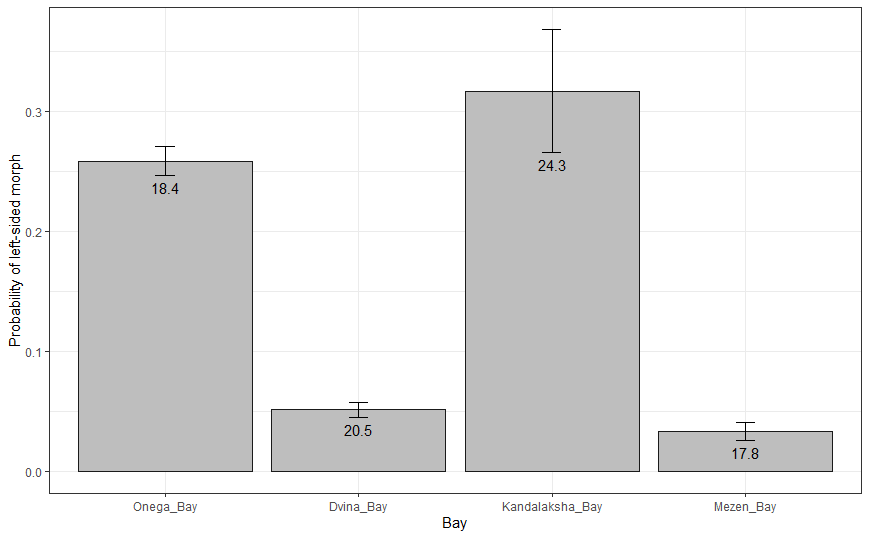 Probability of left-sided morph
0.3
0.2
0.1
0.0
18.4
20.5
24.3
17.8
Onega_Bay
Dvina_Bay
Kandalaksha_Bay
Mezen_Bay
Bay